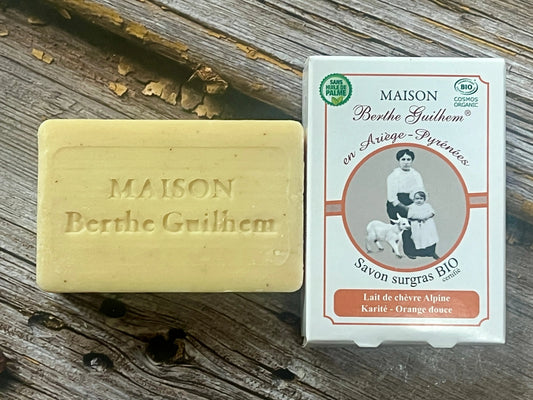 MAISON
Berthe Guilhem
SANS
HUILE DE
PALME
BIO
COSMOS
ORGANIC
MAISON
Berthe Guilhem®
en Ariège-Pyrénées
Savon surgras BIO
certifié
Lait de chèvre Alpine
Karité - Orange douce